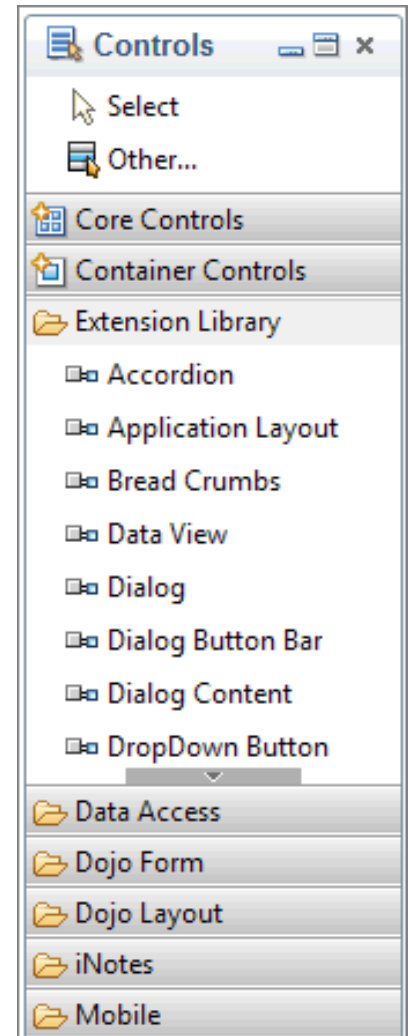 Controls
Select
Other...
Core Controls
Container Controls
Extension Library
Accordion
Application Layout
Bread Crumbs
Data View
Dialog
Dialog Button Bar
Dialog Content
DropDown Button
Data Access
Dojo Form
Dojo Layout
iNotes
Mobile